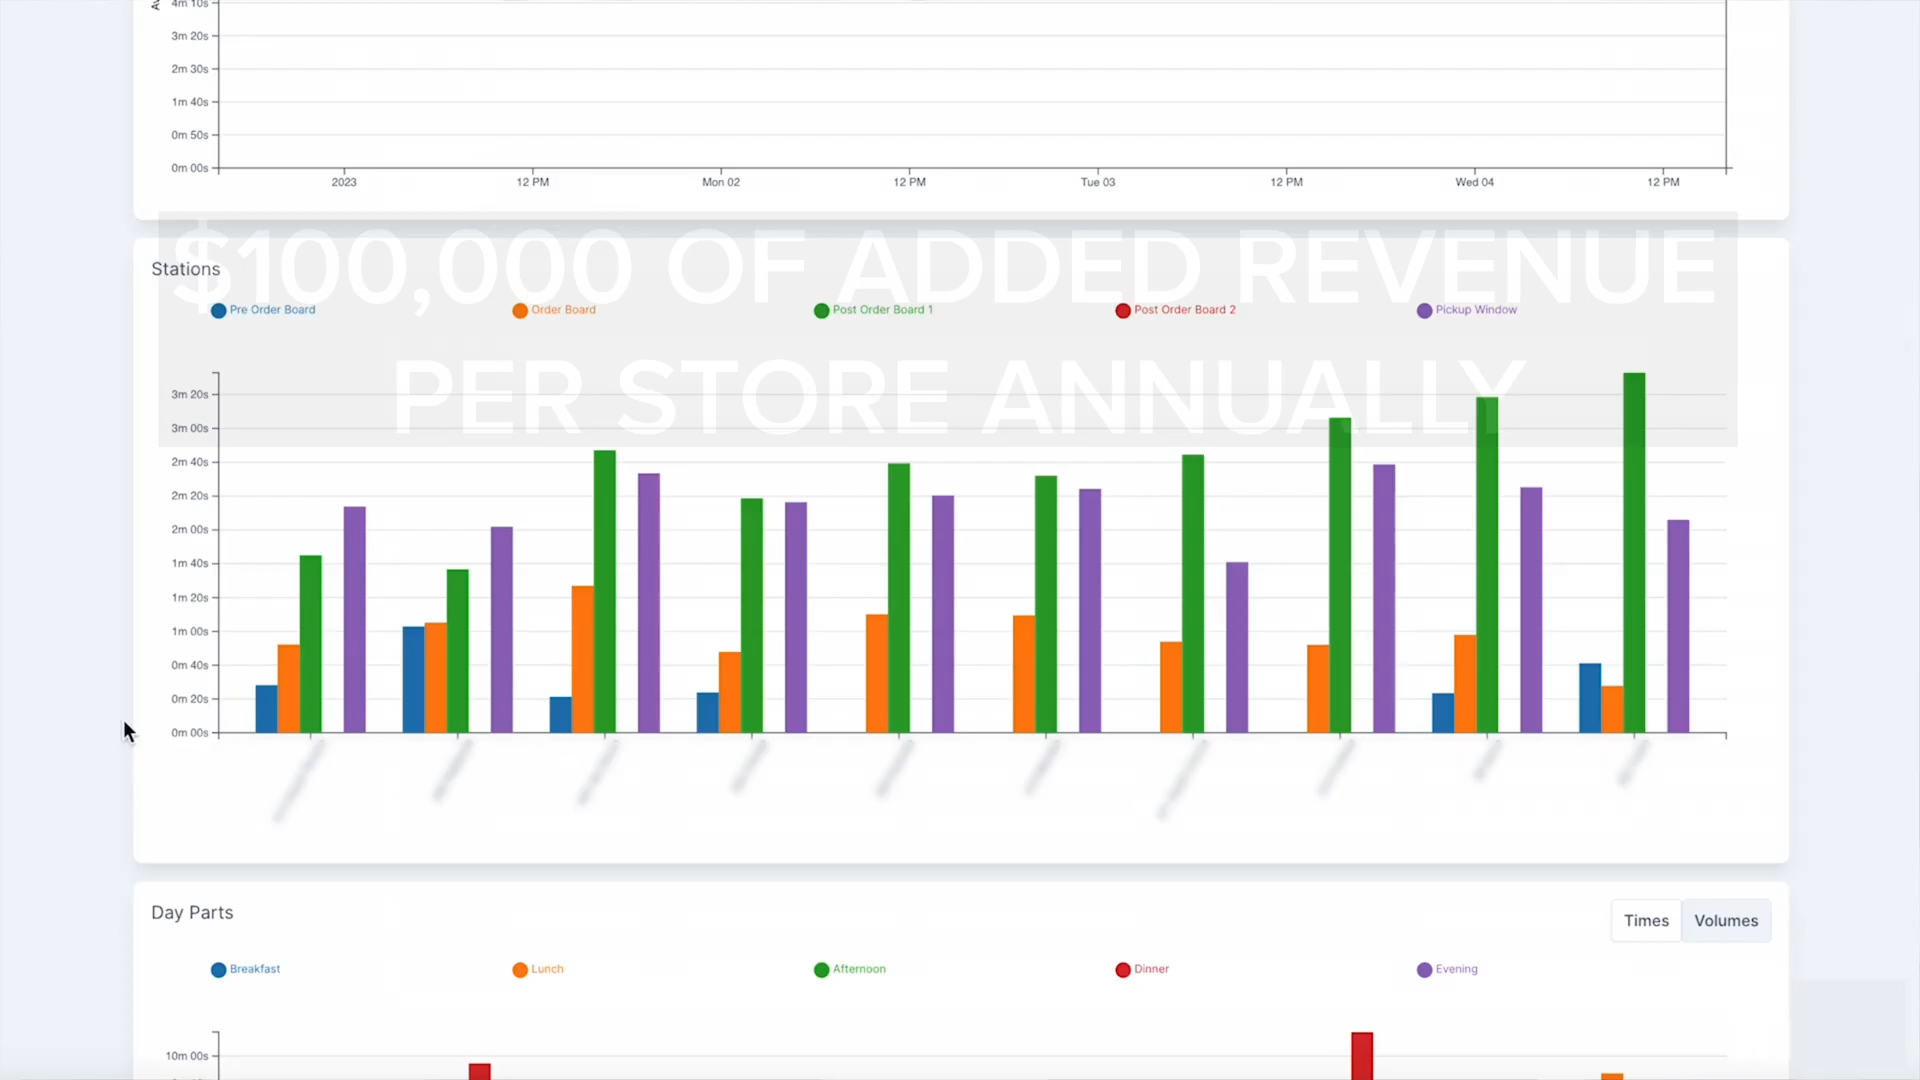 4m 10s
3m 20s
2m 30s
1m 40s
0m 50s
0m 00s
2023 12 PM Mon 02 12 PM Tue 03 12 PM Wed 04 12 PM
$100,000 OF ADDED REVENUE
PER STORE ANNUALLY
Stations
Pre Order Board Order Board Post Order Board 1 Post Order Board 2 Pickup Window
3m 20s
3m 00s
2m 40s
2m 20s
2m 00s
1m 40s
1m 20s
1m 00s
0m 40s
0m 20s
0m 00s
Day Parts
Times Volumes
Breakfast Lunch Afternoon Dinner Evening
10m 00s